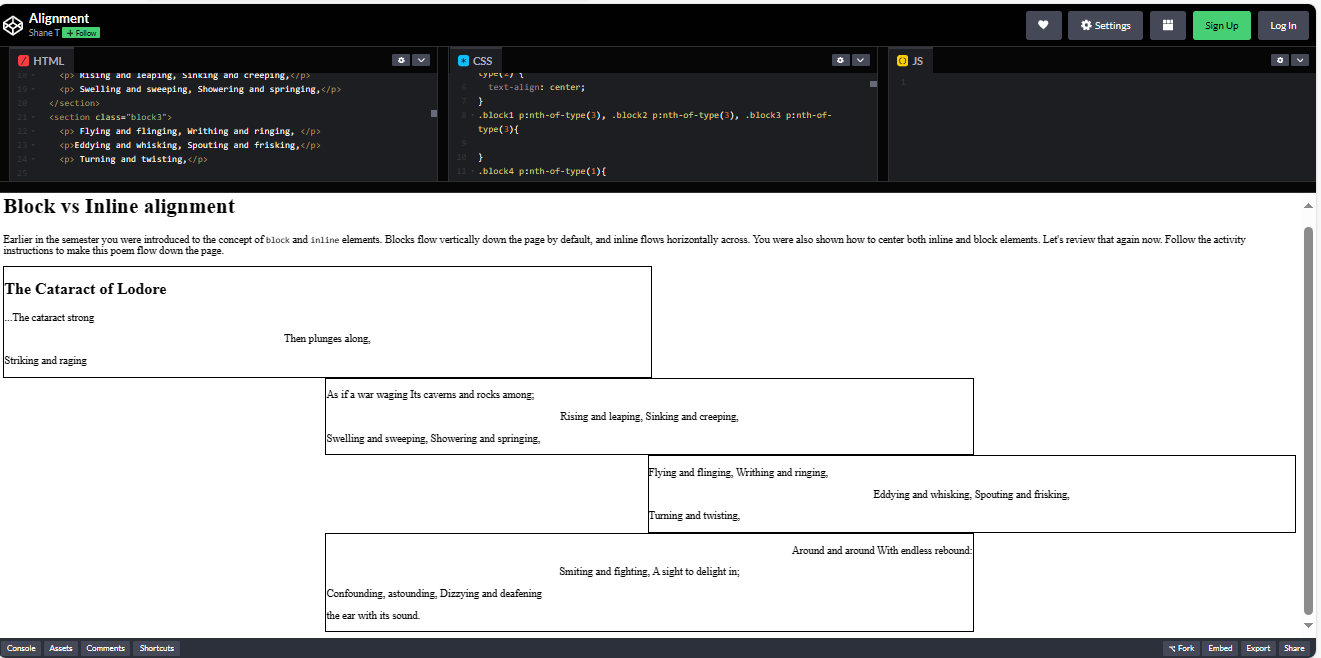 Alignment
Shane T + Follow
Settings
Sign Up
Log In
HTML
CSS
JS
18 <p> Rising and leaping, Sinking and creeping,</p>
19 <p> Swelling and sweeping, Showering and springing,</p>
20 </section>
21 <section class="block3">
22 <p> Flying and flinging, Writhing and ringing, </p>
23 <p>Eddying and whisking, Spouting and frisking,</p>
24 <p> Turning and twisting,</p>
25
type(2) {
6 text-align: center;
7 }
8 .block1 p:nth-of-type(3), .block2 p:nth-of-type(3), .block3 p:nth-of-
type(3){
9
10 }
11 .block4 p:nth-of-type(1){
1
Block vs Inline alignment
Earlier in the semester you were introduced to the concept of block and inline elements. Blocks flow vertically down the page by default, and inline flows horizontally across. You were also shown how to center both inline and block elements. Let's review that again now. Follow the activity
instructions to make this poem flow down the page.
The Cataract of Lodore
...The cataract strong
Then plunges along,
Striking and raging
As if a war waging Its caverns and rocks among;
Rising and leaping, Sinking and creeping,
Swelling and sweeping, Showering and springing,
Flying and flinging, Writhing and ringing,
Eddying and whisking, Spouting and frisking,
Turning and twisting,
Around and around With endless rebound:
Smiting and fighting, A sight to delight in;
Confounding, astounding, Dizzying and deafening
the ear with its sound.
Console
Assets
Comments
Shortcuts
Fork
Embed
Export
Share